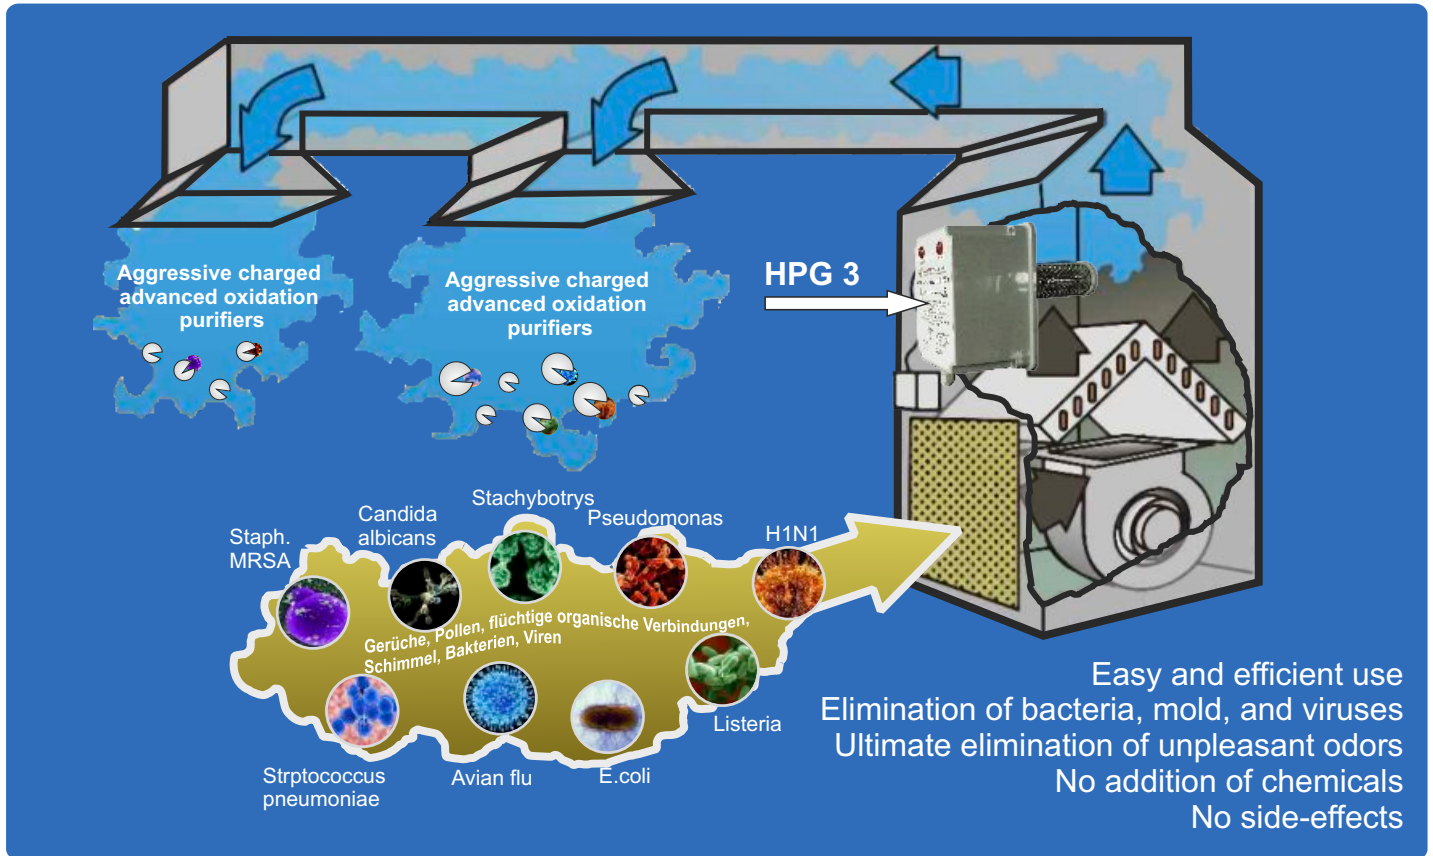 Aggressive charged
advanced oxidation
purifiers
Aggressive charged
advanced oxidation
purifiers
HPG 3
Staph.
MRSA
Candida
albicans
Stachybotrys
Pseudomonas
H1N1
Gerüche, Pollen, flüchtige organische Verbindungen,
Schimmel, Bakterien, Viren
Listeria
Strptococcus
pneumoniae
Avian flu
E.coli
Easy and efficient use
Elimination of bacteria, mold, and viruses
Ultimate elimination of unpleasant odors
No addition of chemicals
No side-effects